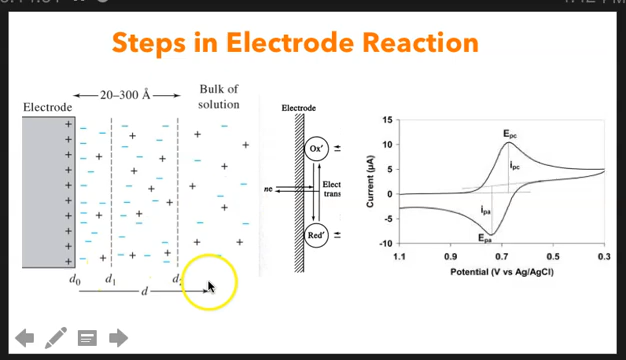 Steps in Electrode Reaction
20–300 Å
Bulk of
solution
Electrode
d0
d1
d
Electrode
Ox'
ne
Elect
trans
Red'
15
10
5
0
-5
-10
Current (µA)
Epc
ipc
ipa
Epa
1.1
0.9
0.7
0.5
0.3
Potential (V vs Ag/AgCl)